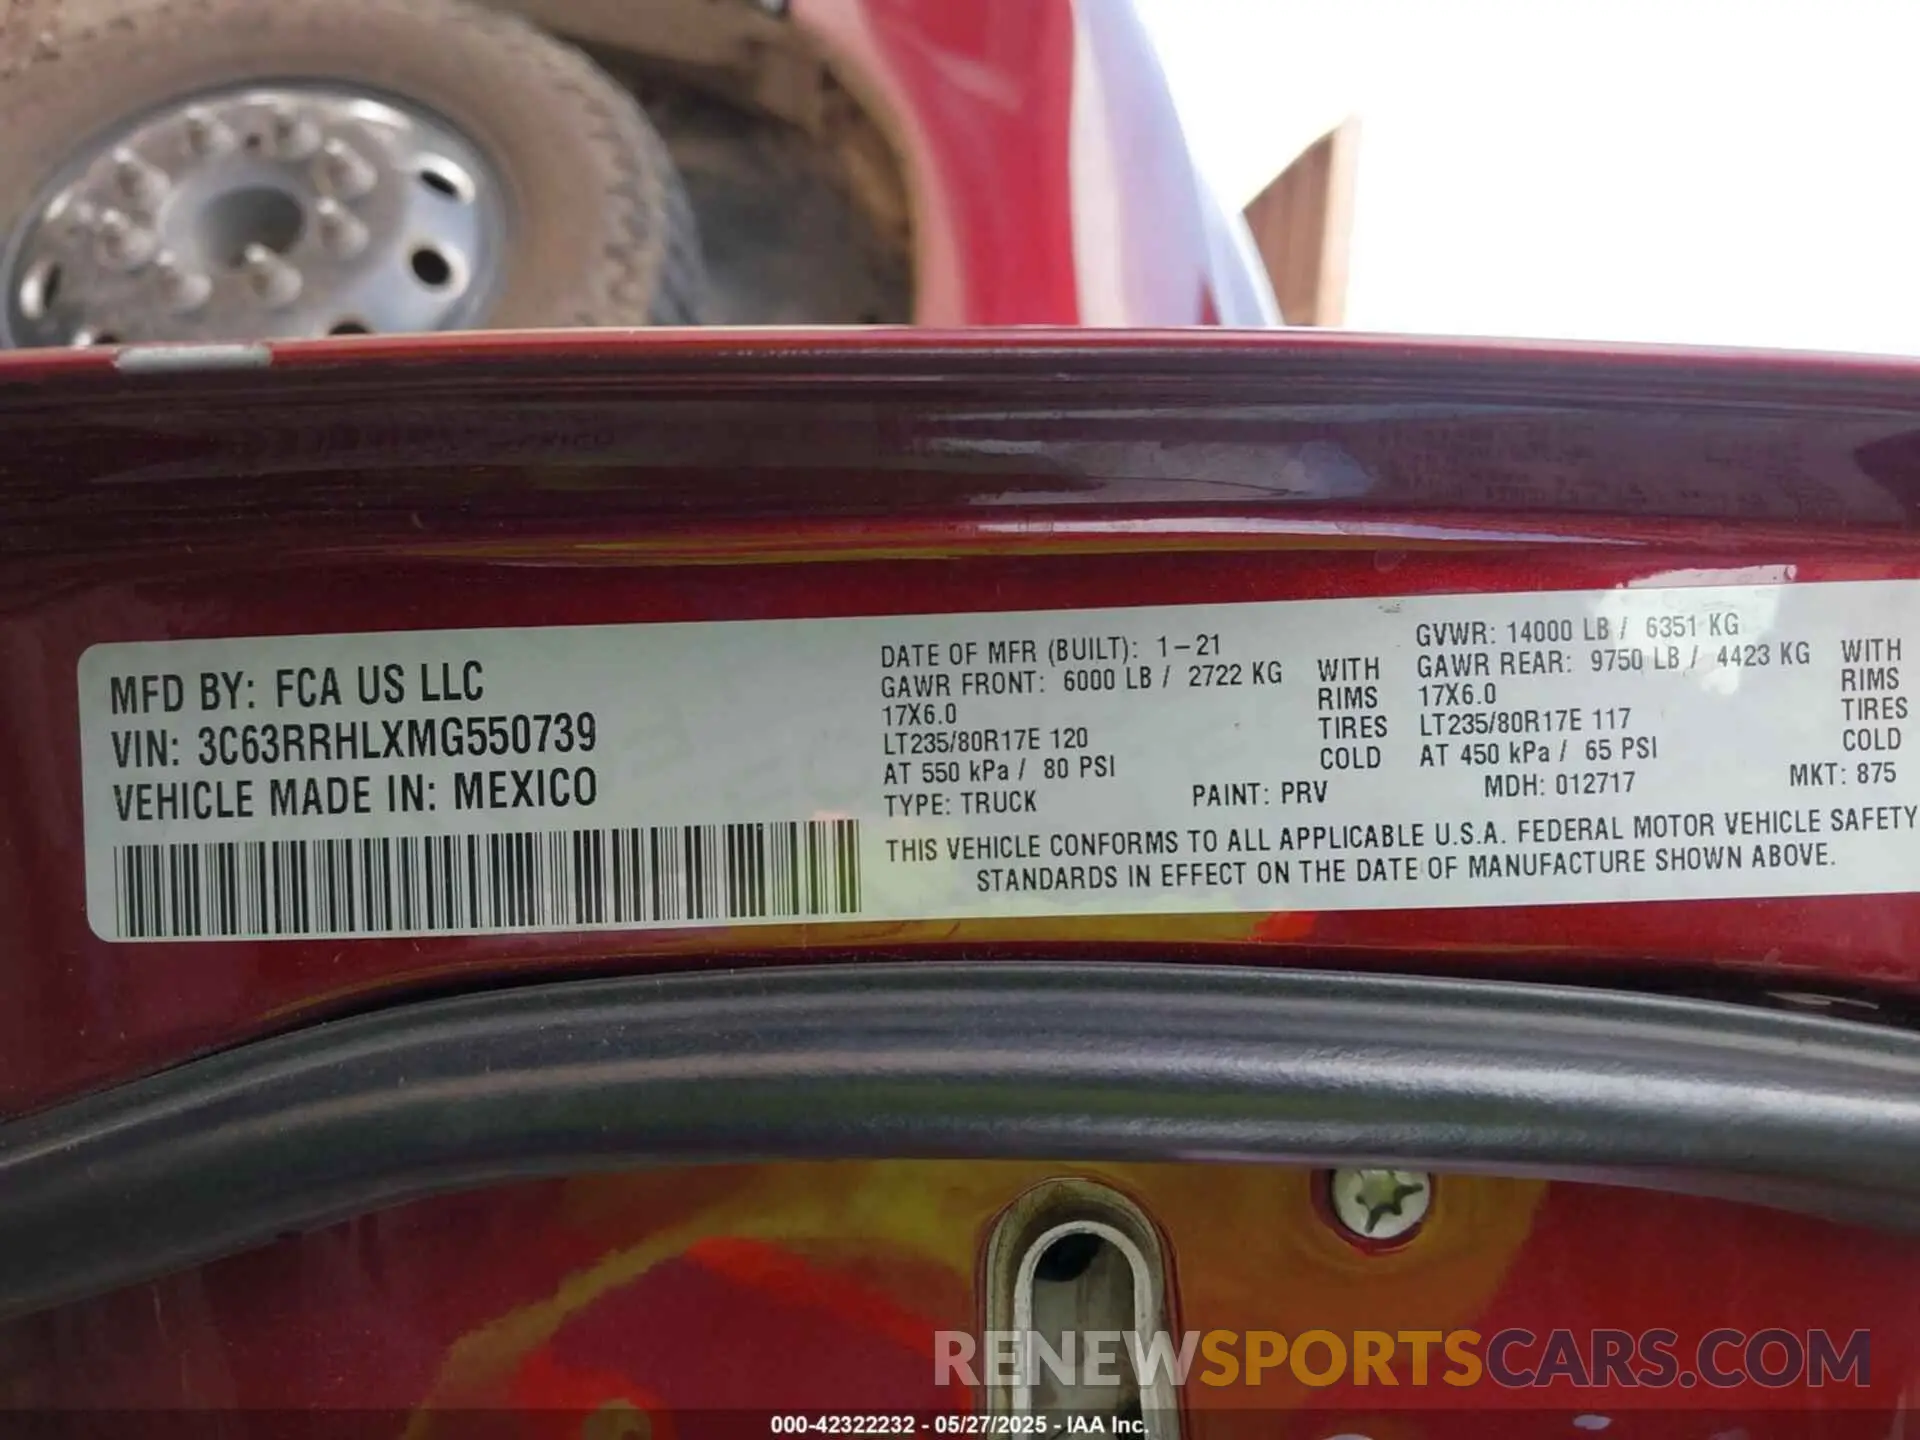 MFD BY: FCA US LLC
VIN: 3C63RRHLXMG550739
VEHICLE MADE IN: MEXICO
DATE OF MFR (BUILT): 1-21
GAWR FRONT: 6000 LB / 2722 KG WITH
17X6.0 RIMS
LT235/80R17E 120 TIRES
AT 550 kPa / 80 PSI COLD
GVWR: 14000 LB / 6351 KG
GAWR REAR: 9750 LB / 4423 KG WITH
17X6.0 RIMS
LT235/80R17E 117 TIRES
AT 450 kPa / 65 PSI COLD
TYPE: TRUCK PAINT: PRV MDH: 012717 MKT: 875
THIS VEHICLE CONFORMS TO ALL APPLICABLE U.S.A. FEDERAL MOTOR VEHICLE SAFETY
STANDARDS IN EFFECT ON THE DATE OF MANUFACTURE SHOWN ABOVE.
RENEWSPORTSCARS.COM
000-42322232 - 05/27/2025 - IAA Inc.